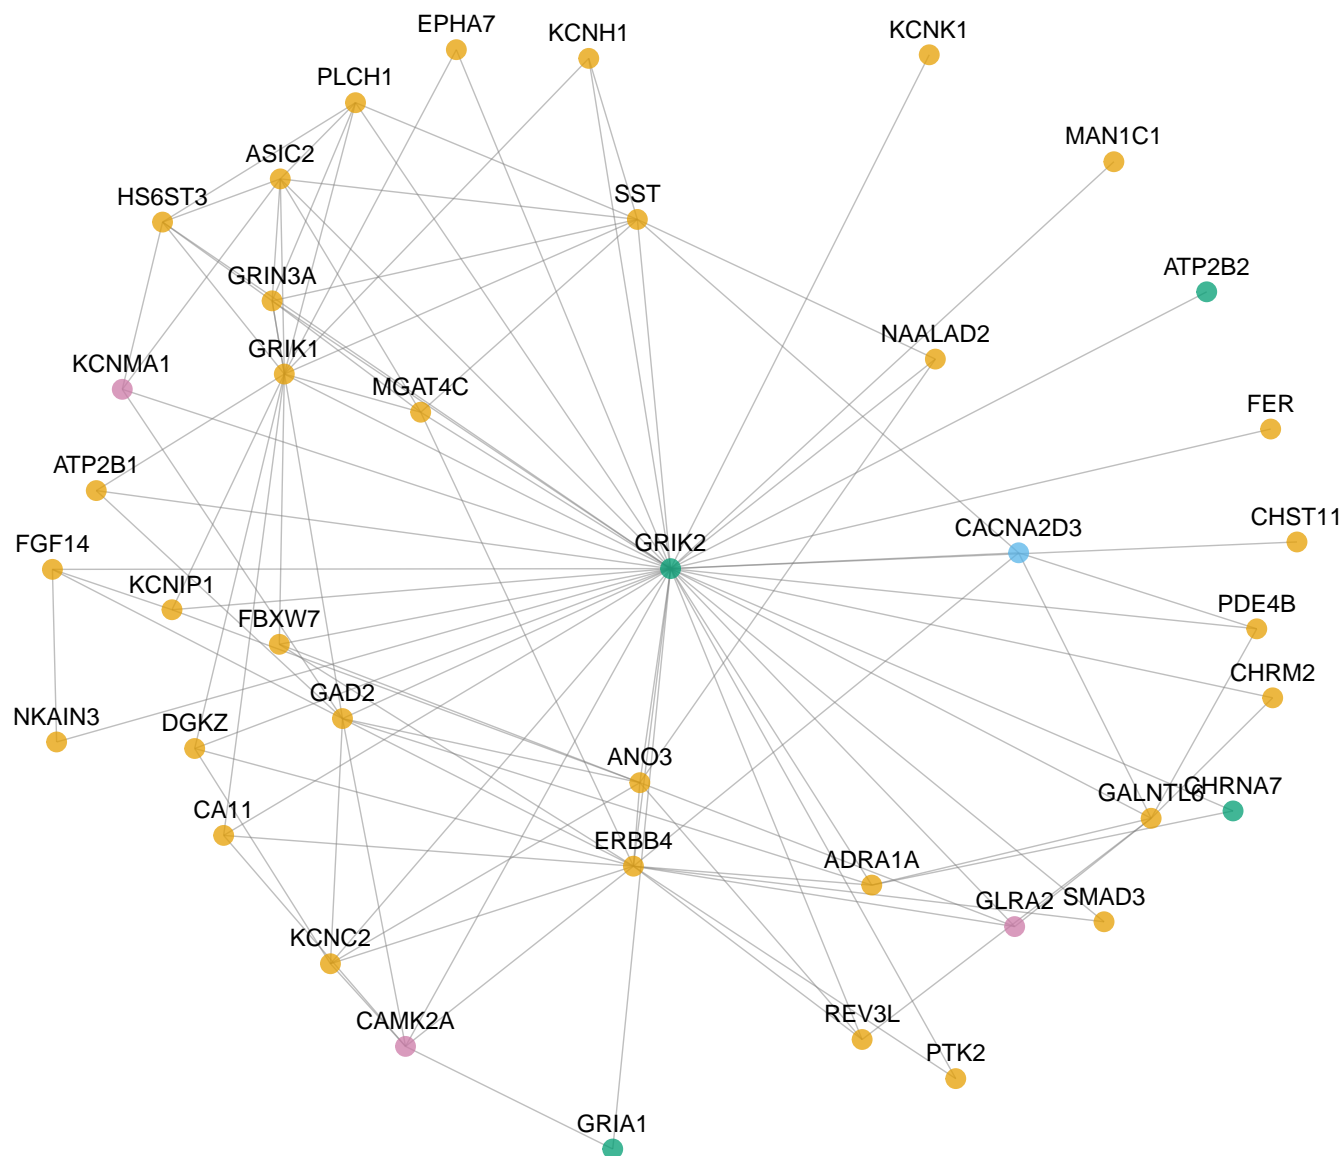 EPHA7
KCNH1
KCNK1
PLCH1
MAN1C1
ASIC2
HS6ST3
SST
GRIN3A
ATP2B2
NAALAD2
GRIK1
KCNMA1
MGAT4C
FER
ATP2B1
CHST11
CACNA2D3
GRIK2
FGF14
KCNIP1
PDE4B
FBXW7
CHRM2
GAD2
NKAIN3
DGKZ
ANO3
CHRNA7
GALNTL6
CA11
ERBB4
ADRA1A
SMAD3
GLRA2
KCNC2
REV3L
CAMK2A
PTK2
GRIA1